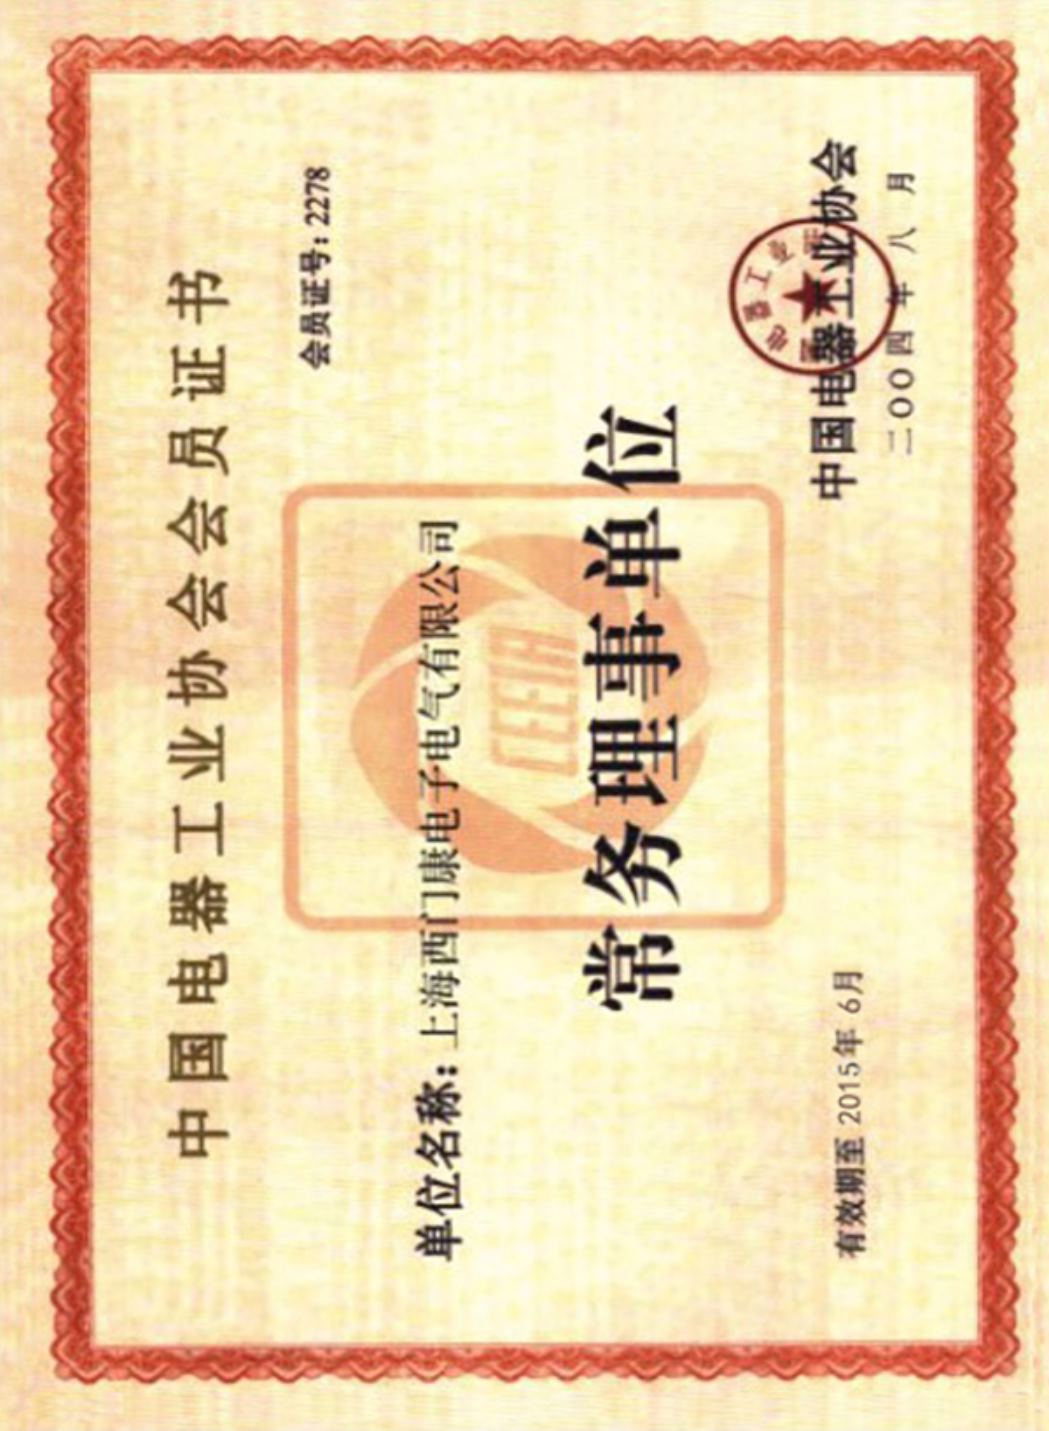 中国电器工业协会会员证书
会员证号：2278
单位名称：上海西门康电子电气有限公司
CEEIA
常务理事单位
中国电器工业协会
有效期至 2015年 6月
二〇〇四年八月